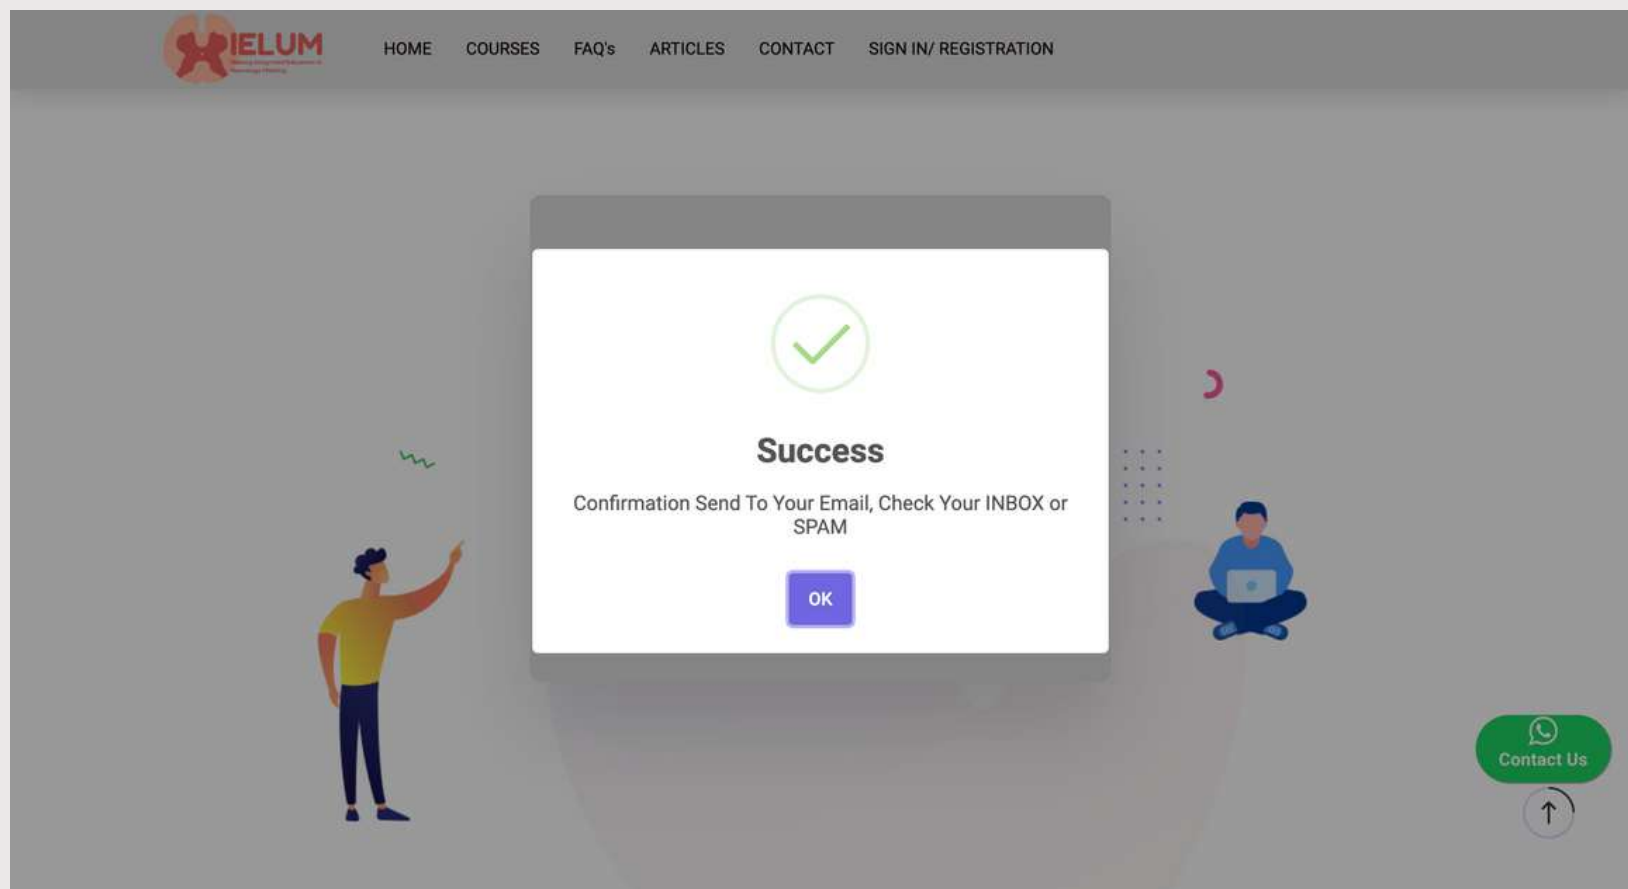 MIELUM
HOME COURSES FAQ's ARTICLES CONTACT SIGN IN/ REGISTRATION
Success
Confirmation Send To Your Email, Check Your INBOX or
SPAM
OK
Contact Us